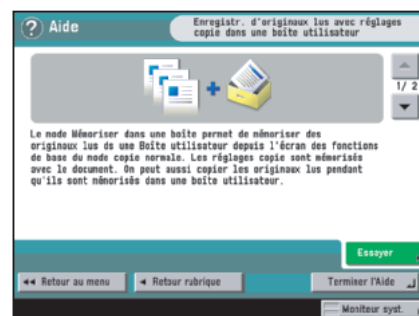 Aide
Enregistr. d'originaux lus avec réglages
copie dans une boîte utilisateur
1/ 2
Le mode Mémoriser dans une boîte permet de mémoriser des
originaux lus ds une Boîte utilisateur depuis l'écran des fonctions
de base du mode copie normale. Les réglages copie sont mémorisés
avec le document. On peut aussi copier les originaux lus pendant
qu'ils sont mémorisés dans une boîte utilisateur.
Essayer
Retour au menu
Retour rubrique
Terminer l'Aide
Moniteur syst.